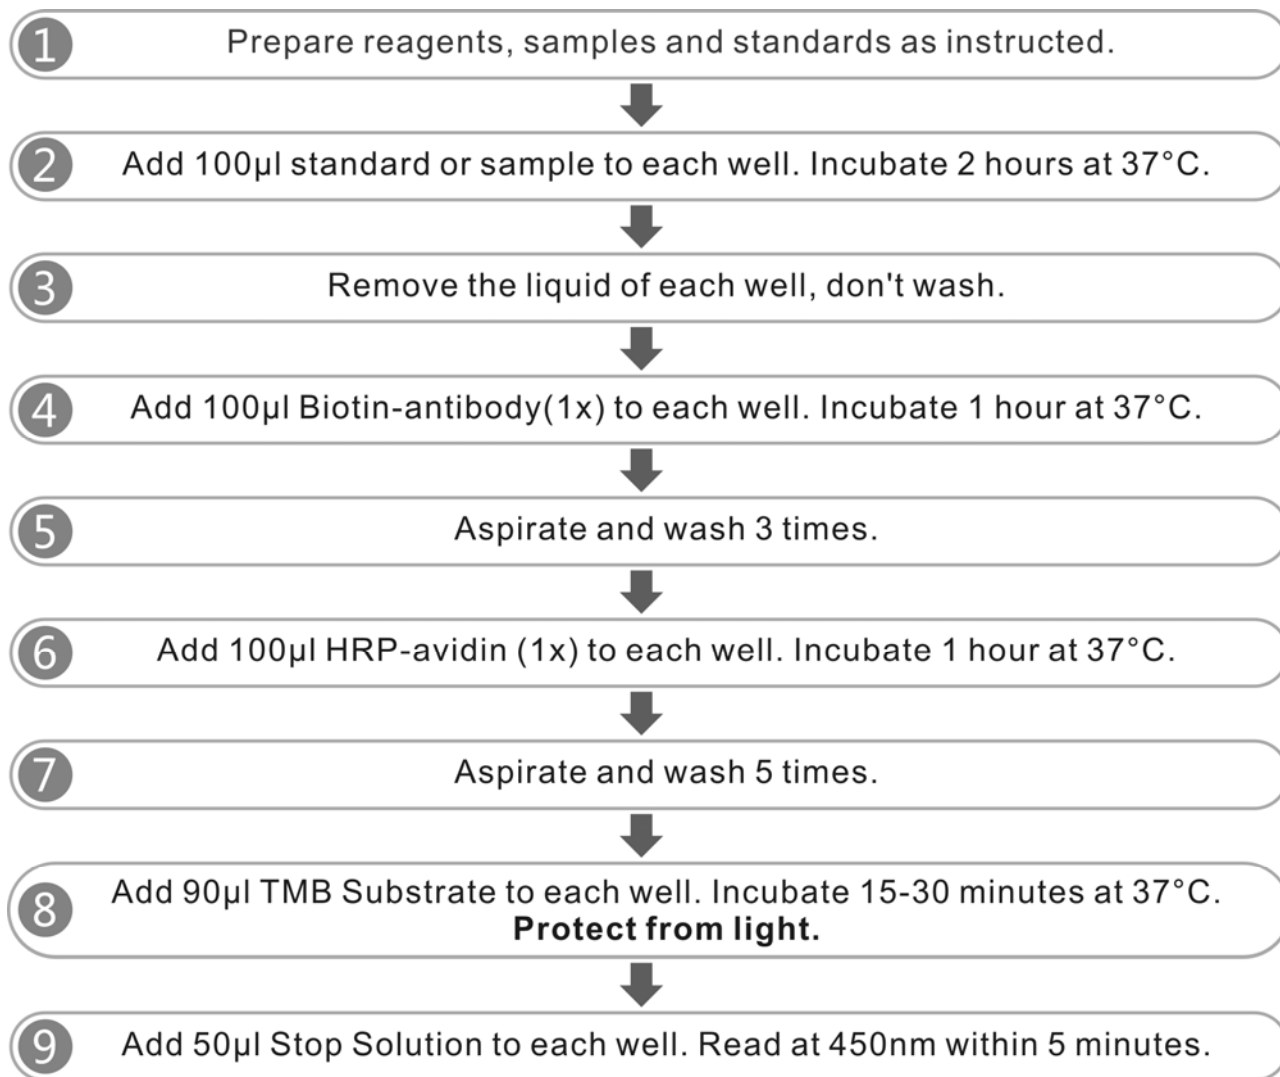 1 Prepare reagents, samples and standards as instructed.
2 Add 100µl standard or sample to each well. Incubate 2 hours at 37°C.
3 Remove the liquid of each well, don't wash.
4 Add 100µl Biotin-antibody(1x) to each well. Incubate 1 hour at 37°C.
5 Aspirate and wash 3 times.
6 Add 100µl HRP-avidin (1x) to each well. Incubate 1 hour at 37°C.
7 Aspirate and wash 5 times.
8 Add 90µl TMB Substrate to each well. Incubate 15-30 minutes at 37°C.
Protect from light.
9 Add 50µl Stop Solution to each well. Read at 450nm within 5 minutes.